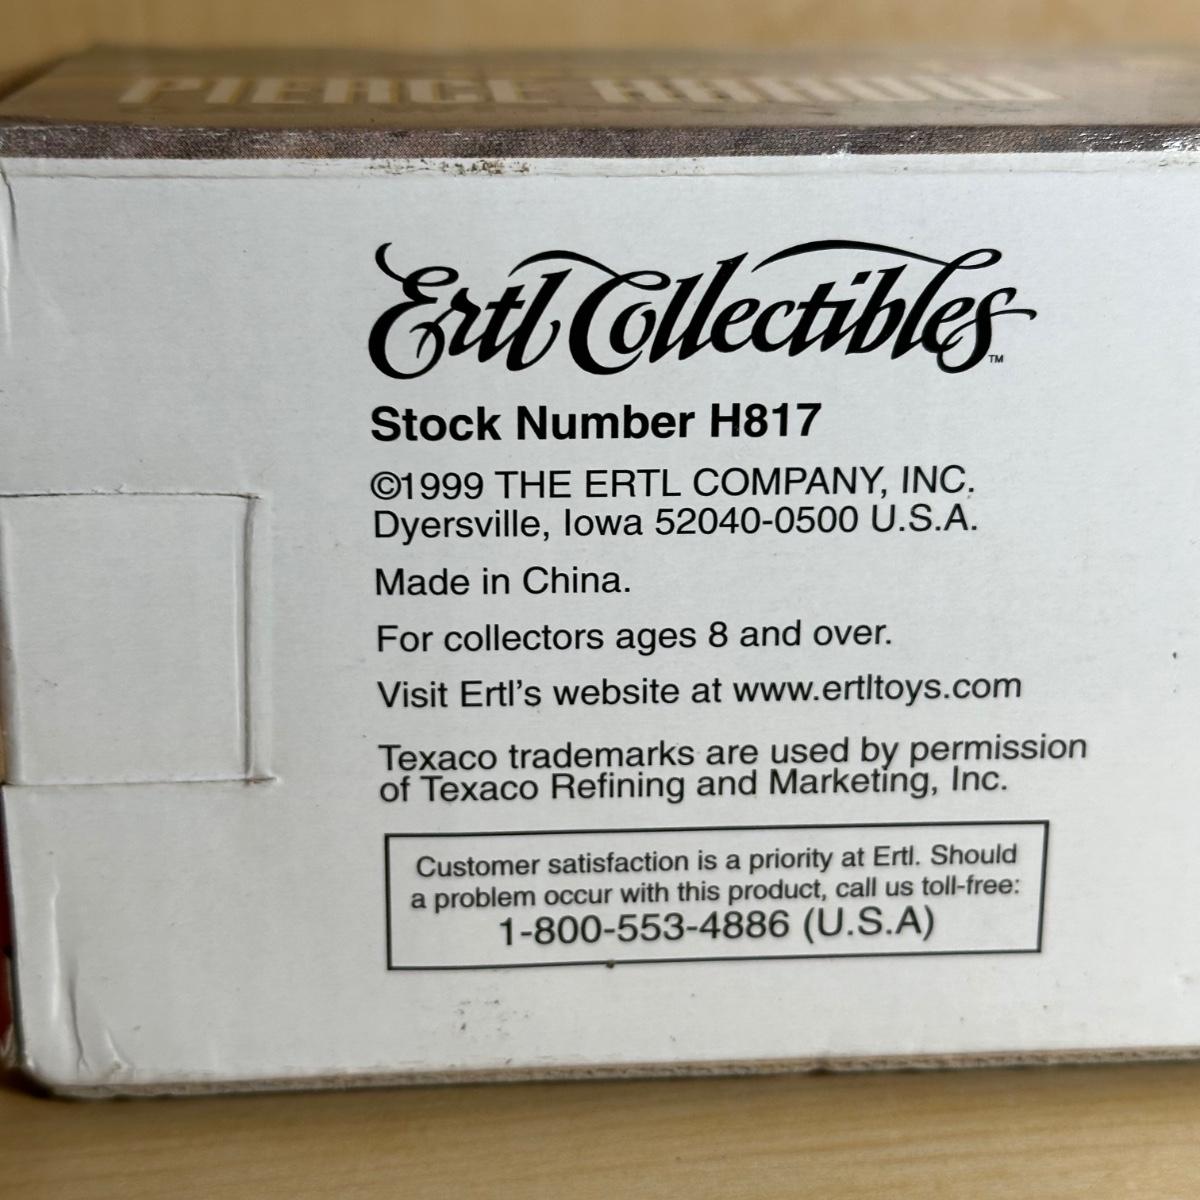 PIERCE ARROW
Ertl Collectibles™
Stock Number H817
©1999 THE ERTL COMPANY, INC.
Dyersville, Iowa 52040-0500 U.S.A.
Made in China.
For collectors ages 8 and over.
Visit Ertl's website at www.ertltoys.com
Texaco trademarks are used by permission
of Texaco Refining and Marketing, Inc.
Customer satisfaction is a priority at Ertl. Should
a problem occur with this product, call us toll-free:
1-800-553-4886 (U.S.A)